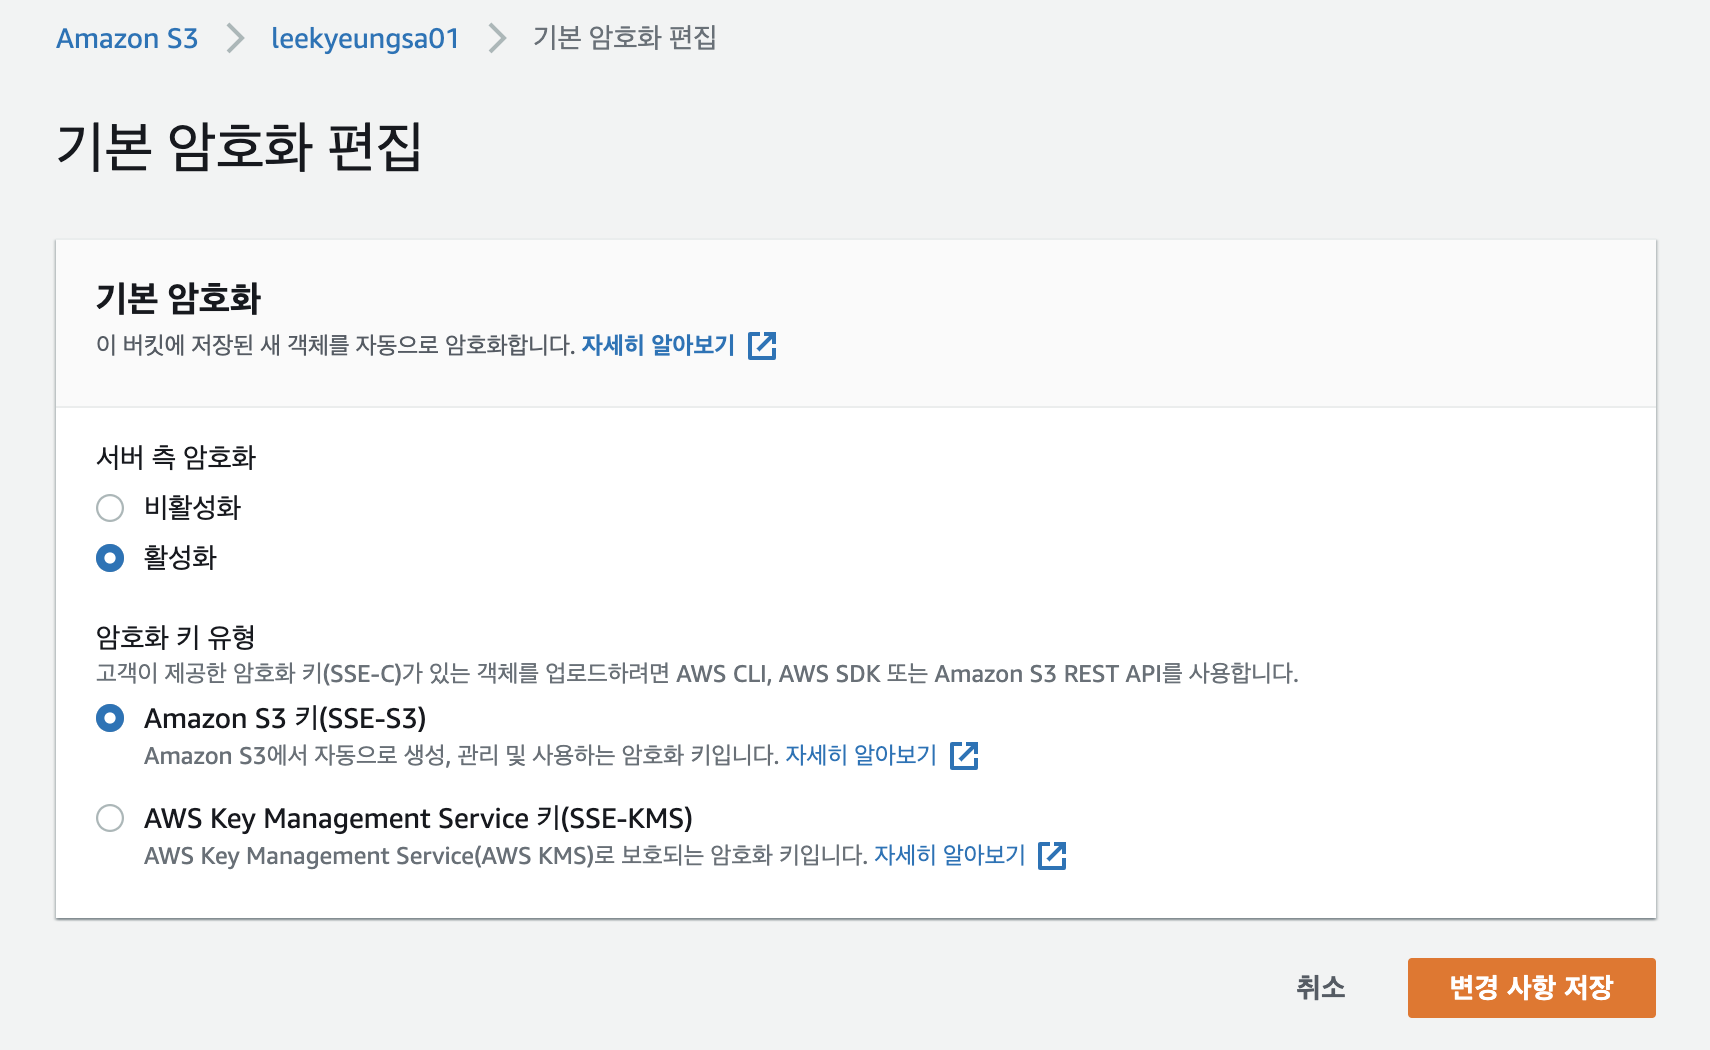 Amazon S3 > leekyeungsa01 > 기본 암호화 편집
기본 암호화 편집
기본 암호화
이 버킷에 저장된 새 객체를 자동으로 암호화합니다. 자세히 알아보기
서버 측 암호화
비활성화
활성화
암호화 키 유형
고객이 제공한 암호화 키(SSE-C)가 있는 객체를 업로드하려면 AWS CLI, AWS SDK 또는 Amazon S3 REST API를 사용합니다.
Amazon S3 키(SSE-S3)
Amazon S3에서 자동으로 생성, 관리 및 사용하는 암호화 키입니다. 자세히 알아보기
AWS Key Management Service 키(SSE-KMS)
AWS Key Management Service(AWS KMS)로 보호되는 암호화 키입니다. 자세히 알아보기
취소 변경 사항 저장